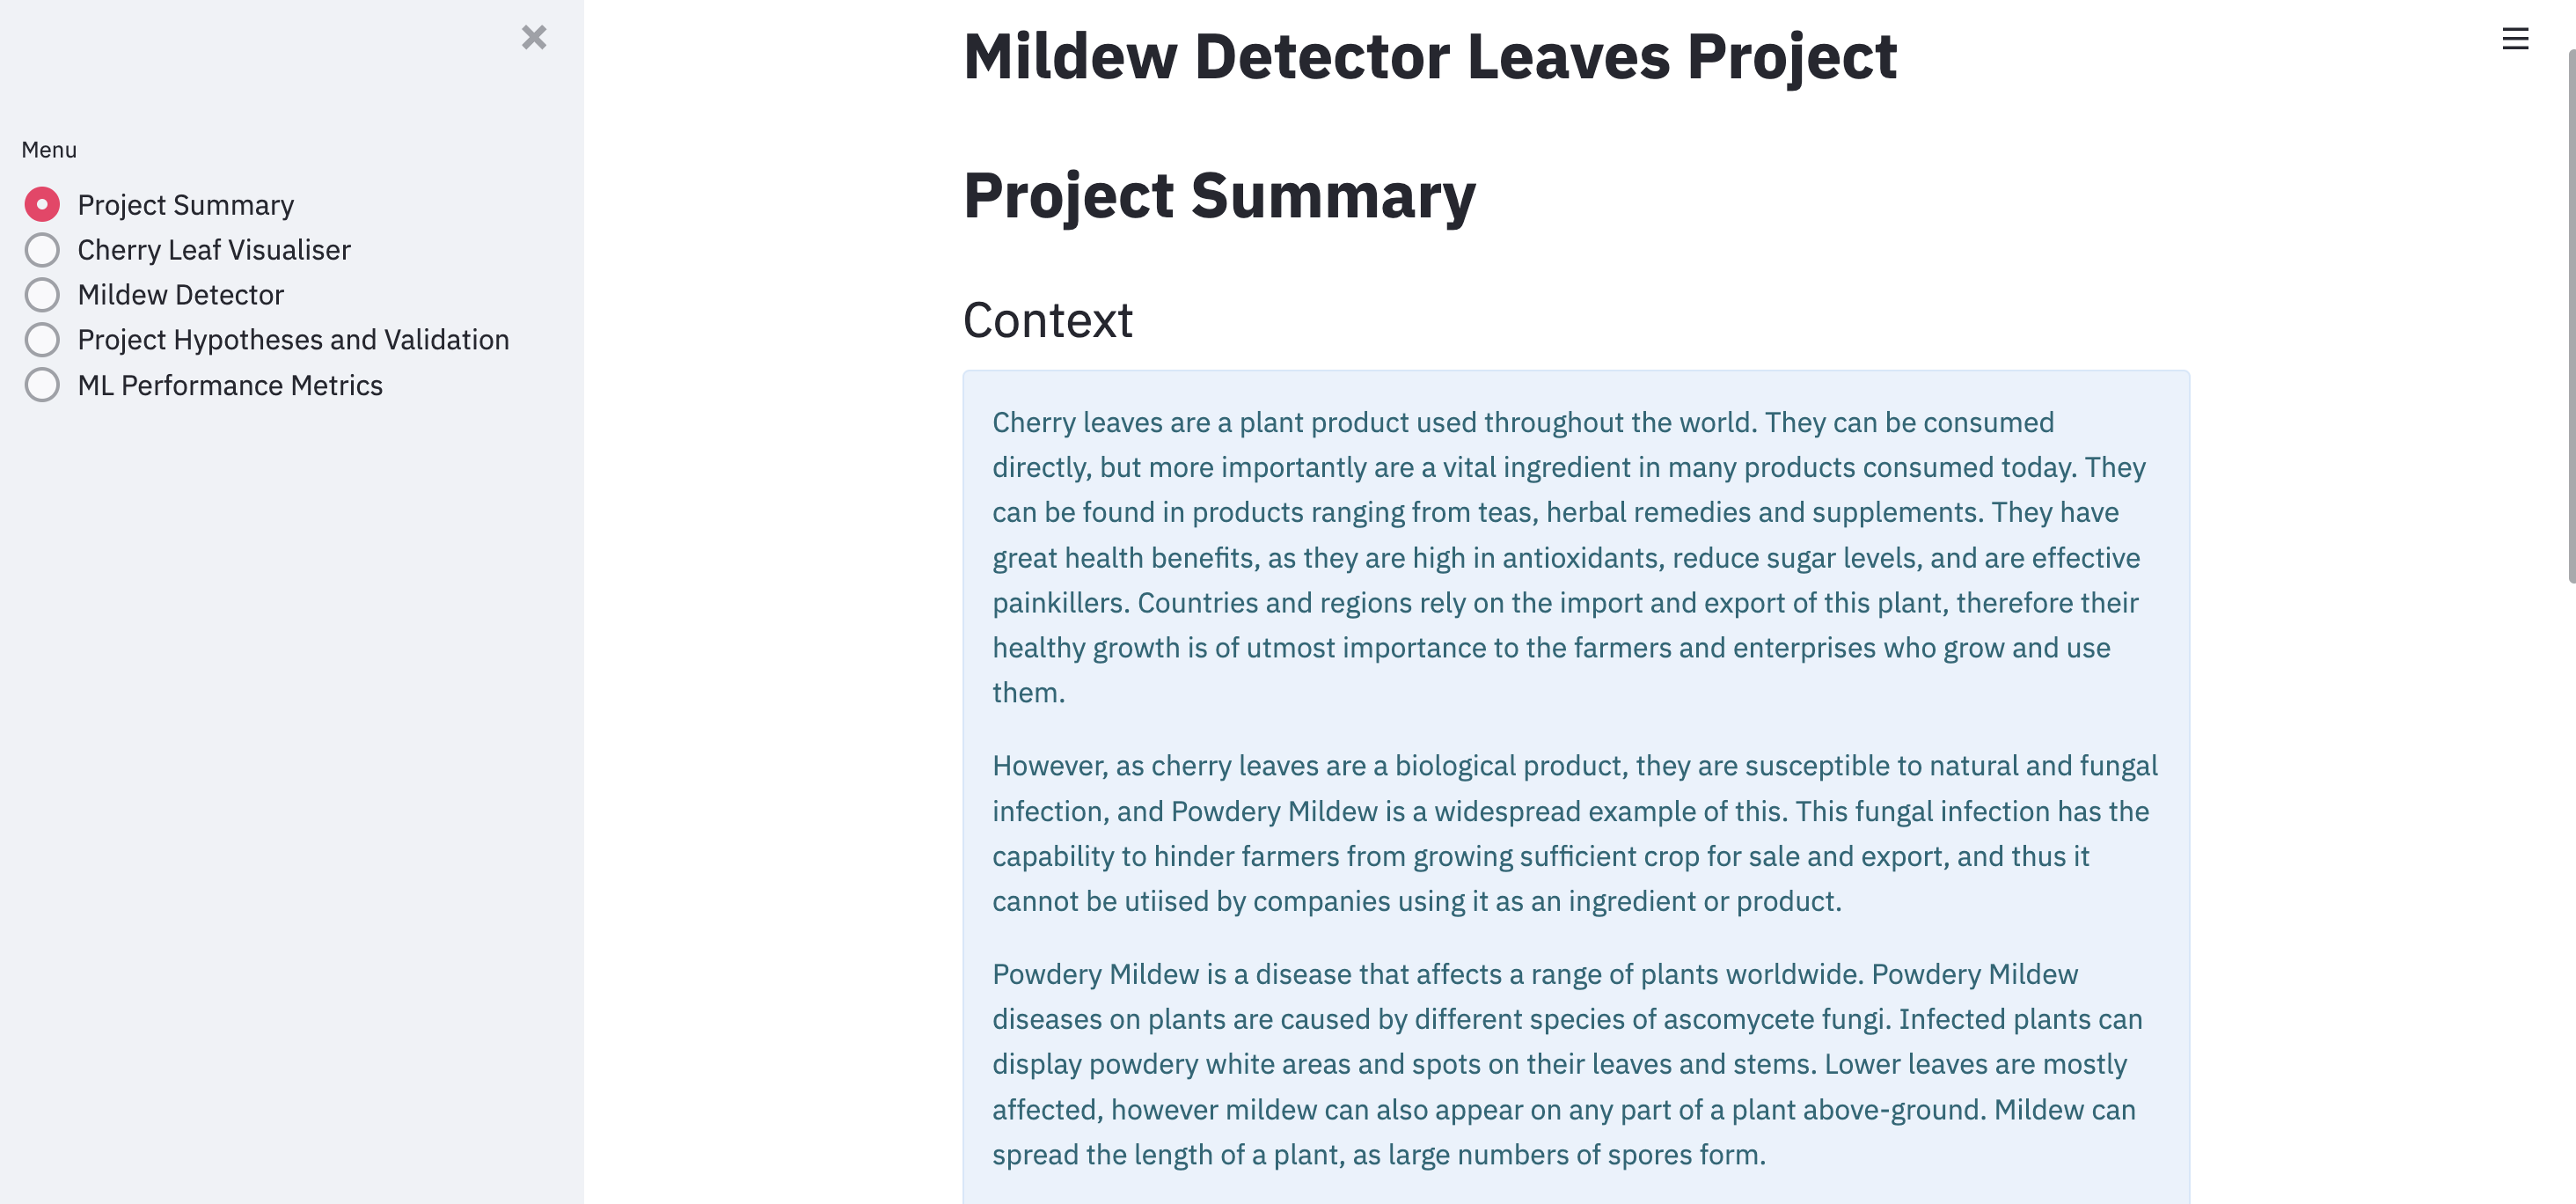 Menu
Project Summary
Cherry Leaf Visualiser
Mildew Detector
Project Hypotheses and Validation
ML Performance Metrics
Mildew Detector Leaves Project
Project Summary
Context
Cherry leaves are a plant product used throughout the world. They can be consumed
directly, but more importantly are a vital ingredient in many products consumed today. They
can be found in products ranging from teas, herbal remedies and supplements. They have
great health benefits, as they are high in antioxidants, reduce sugar levels, and are effective
painkillers. Countries and regions rely on the import and export of this plant, therefore their
healthy growth is of utmost importance to the farmers and enterprises who grow and use
them.
However, as cherry leaves are a biological product, they are susceptible to natural and fungal
infection, and Powdery Mildew is a widespread example of this. This fungal infection has the
capability to hinder farmers from growing sufficient crop for sale and export, and thus it
cannot be utiised by companies using it as an ingredient or product.
Powdery Mildew is a disease that affects a range of plants worldwide. Powdery Mildew
diseases on plants are caused by different species of ascomycete fungi. Infected plants can
display powdery white areas and spots on their leaves and stems. Lower leaves are mostly
affected, however mildew can also appear on any part of a plant above-ground. Mildew can
spread the length of a plant, as large numbers of spores form.